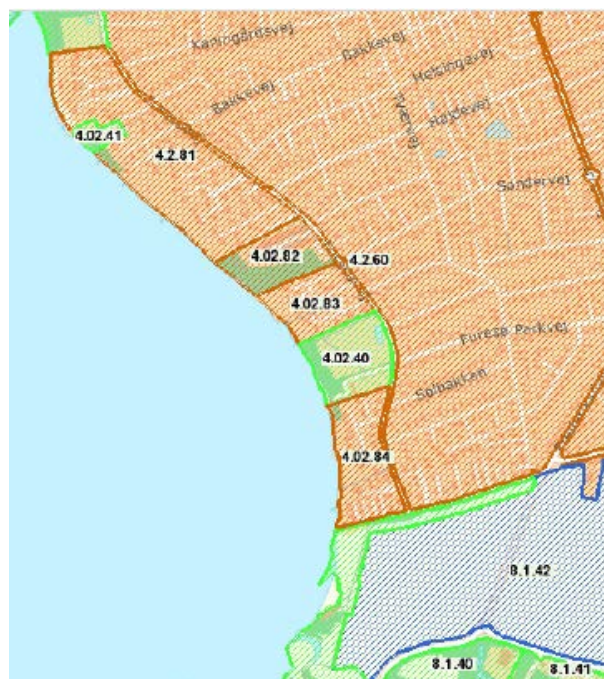 Bakkevej
Helsingevej
Bakkevej
Højdevej
4.02.41
4.2.81
Tværvej
Søndervej
4.02.82
4.2.60
4.02.83
Furesø Parkvej
4.02.40
Solbakken
4.02.84
8.1.42
8.1.40
8.1.41